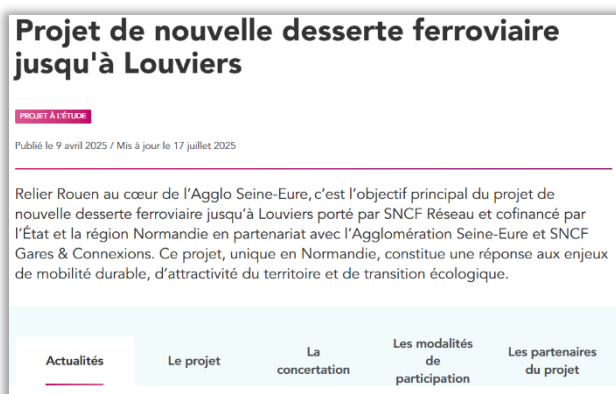 Projet de nouvelle desserte ferroviaire
jusqu'à Louviers
PROJET À L'ÉTUDE
Publié le 9 avril 2025 / Mis à jour le 17 juillet 2025
Relier Rouen au cœur de l'Agglo Seine-Eure, c'est l'objectif principal du projet de
nouvelle desserte ferroviaire jusqu'à Louviers porté par SNCF Réseau et cofinancé par
l'État et la région Normandie en partenariat avec l'Agglomération Seine-Eure et SNCF
Gares & Connexions. Ce projet, unique en Normandie, constitue une réponse aux enjeux
de mobilité durable, d'attractivité du territoire et de transition écologique.
Actualités
Le projet
La
concertation
Les modalités
de
participation
Les partenaires
du projet